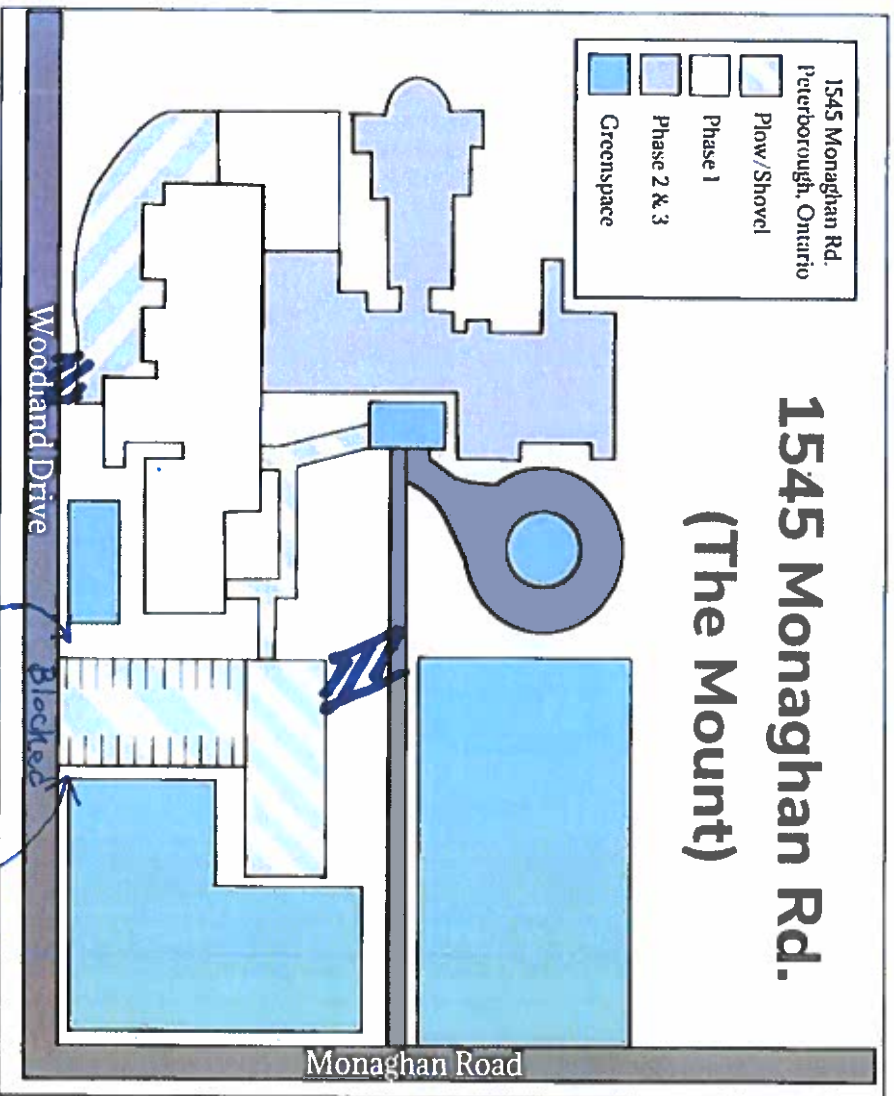 1545 Monaghan Rd.
(The Mount)
1545 Monaghan Rd.
Peterborough, Ontario
Plow/Shovel
Phase 1
Phase 2 & 3
Greenspace
Woodland Drive
Blocked
Monaghan Road